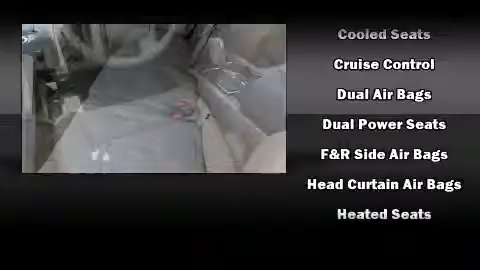 Cooled Seats
Cruise Control
Dual Air Bags
Dual Power Seats
F&R Side Air Bags
Head Curtain Air Bags
Heated Seats